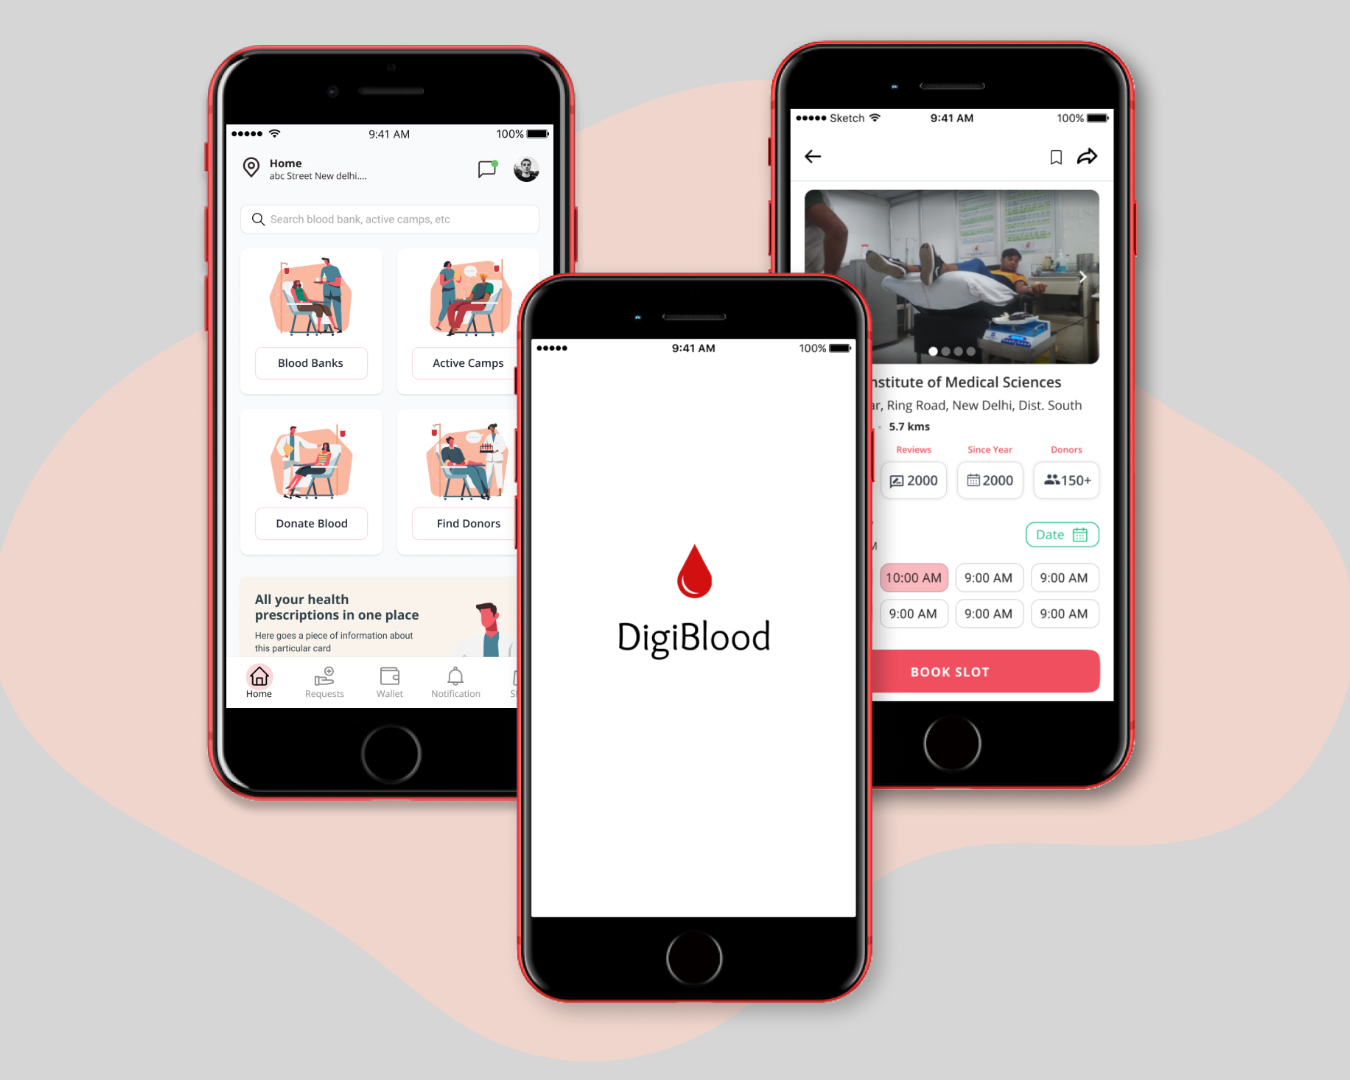 9:41 AM
100%
Home
abc Street New delhi....
Search blood bank, active camps, etc
Blood Banks
Active Camps
Donate Blood
Find Donors
All your health
prescriptions in one place
Here goes a piece of information about
this particular card
Home
Requests
Wallet
Notification
9:41 AM
100%
DigiBlood
Sketch
9:41 AM
100%
nstitute of Medical Sciences
ar, Ring Road, New Delhi, Dist. South
5.7 kms
Reviews
Since Year
Donors
2000
2000
150+
Date
10:00 AM
9:00 AM
9:00 AM
9:00 AM
9:00 AM
9:00 AM
BOOK SLOT